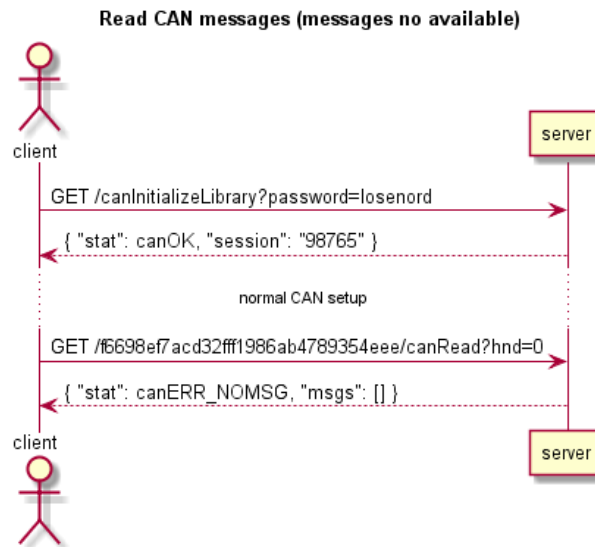 Read CAN messages (messages no available)
client
server
GET /canInitializeLibrary?password=losenord
{ "stat": canOK, "session": "98765" }
normal CAN setup
GET /f6698ef7acd32fff1986ab4789354eee/canRead?hnd=0
{ "stat": canERR_NOMSG, "msgs": [] }
client
server